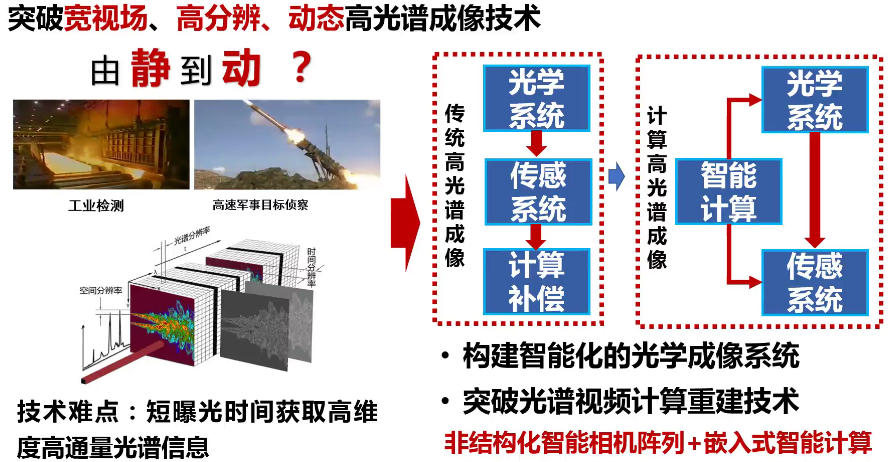 突破宽视场、高分辨、动态高光谱成像技术
由静到动？
工业检测
高速军事目标侦察
光谱分辨率
λ
时间分辨率
t
空间分辨率
技术难点：短曝光时间获取高维
度高通量光谱信息
传统高光谱成像
光学
系统
传感
系统
计算
补偿
计算高光谱成像
智能
计算
光学
系统
传感
系统
• 构建智能化的光学成像系统
• 突破光谱视频计算重建技术
非结构化智能相机阵列+嵌入式智能计算